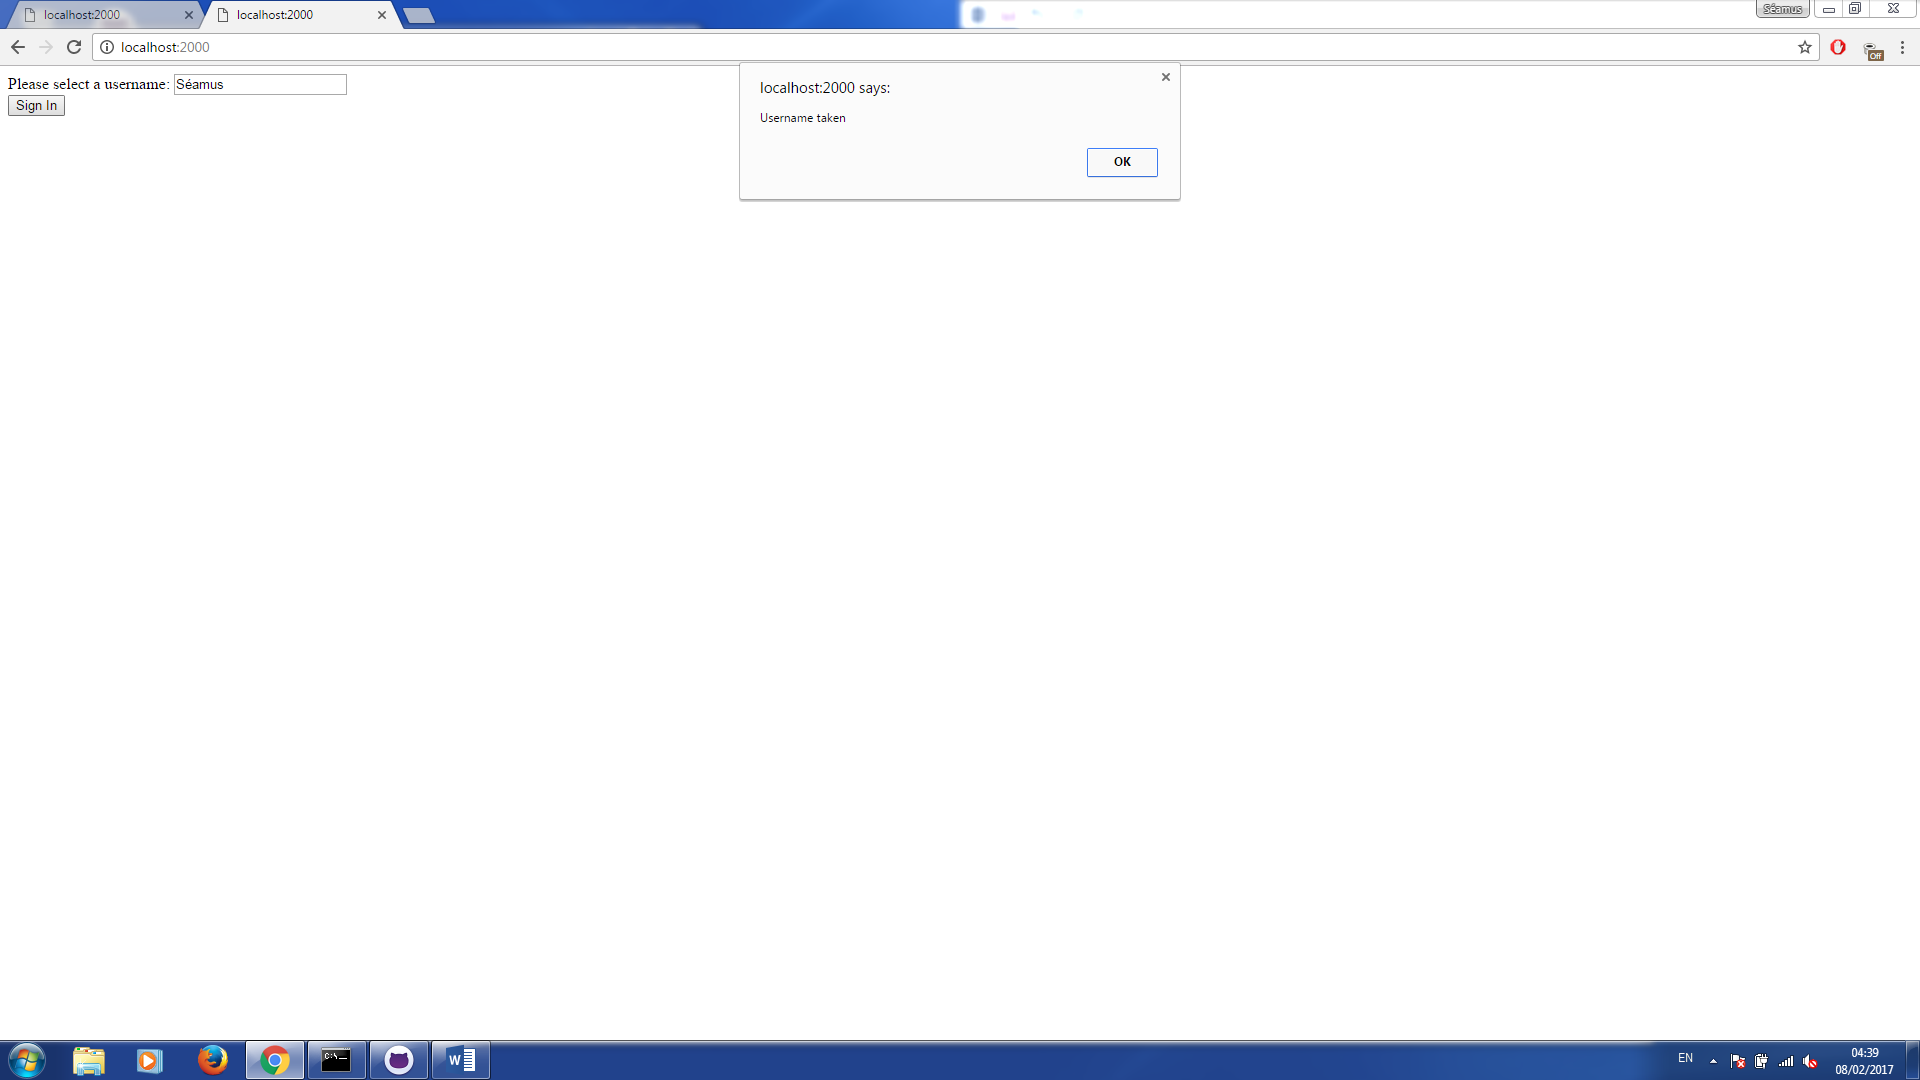 localhost:2000
localhost:2000
Séamus
localhost:2000
Off
Please select a username: Séamus
Sign In
localhost:2000 says:
Username taken
OK
C:\_
W
EN
04:39
08/02/2017